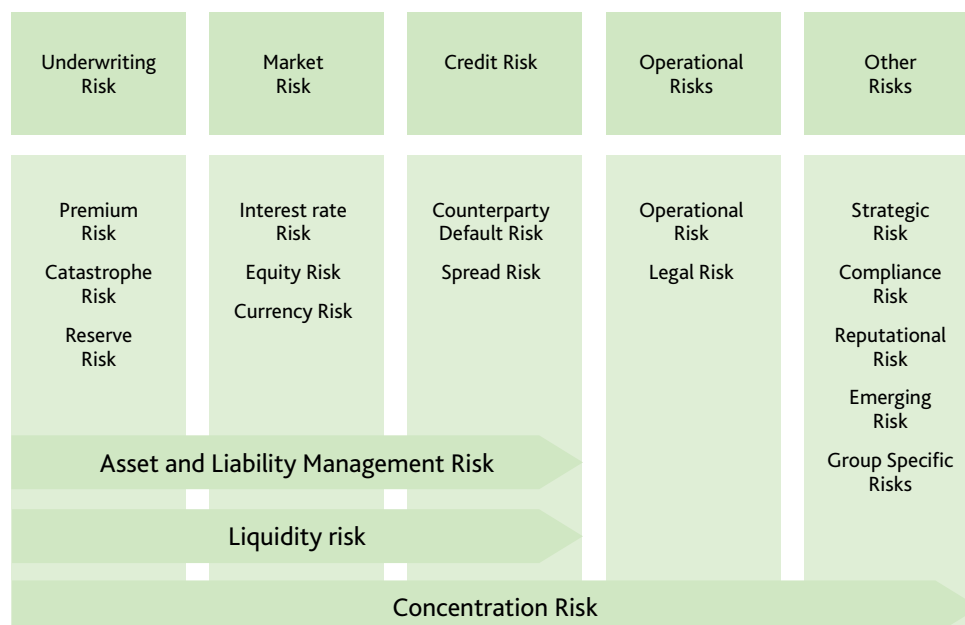 Underwriting
Risk
Market
Risk
Credit Risk
Operational
Risks
Other
Risks
Premium
Risk
Catastrophe
Risk
Reserve
Risk
Interest rate
Risk
Equity Risk
Currency Risk
Counterparty
Default Risk
Spread Risk
Operational
Risk
Legal Risk
Strategic
Risk
Compliance
Risk
Reputational
Risk
Emerging
Risk
Group Specific
Risks
Asset and Liability Management Risk
Liquidity risk
Concentration Risk